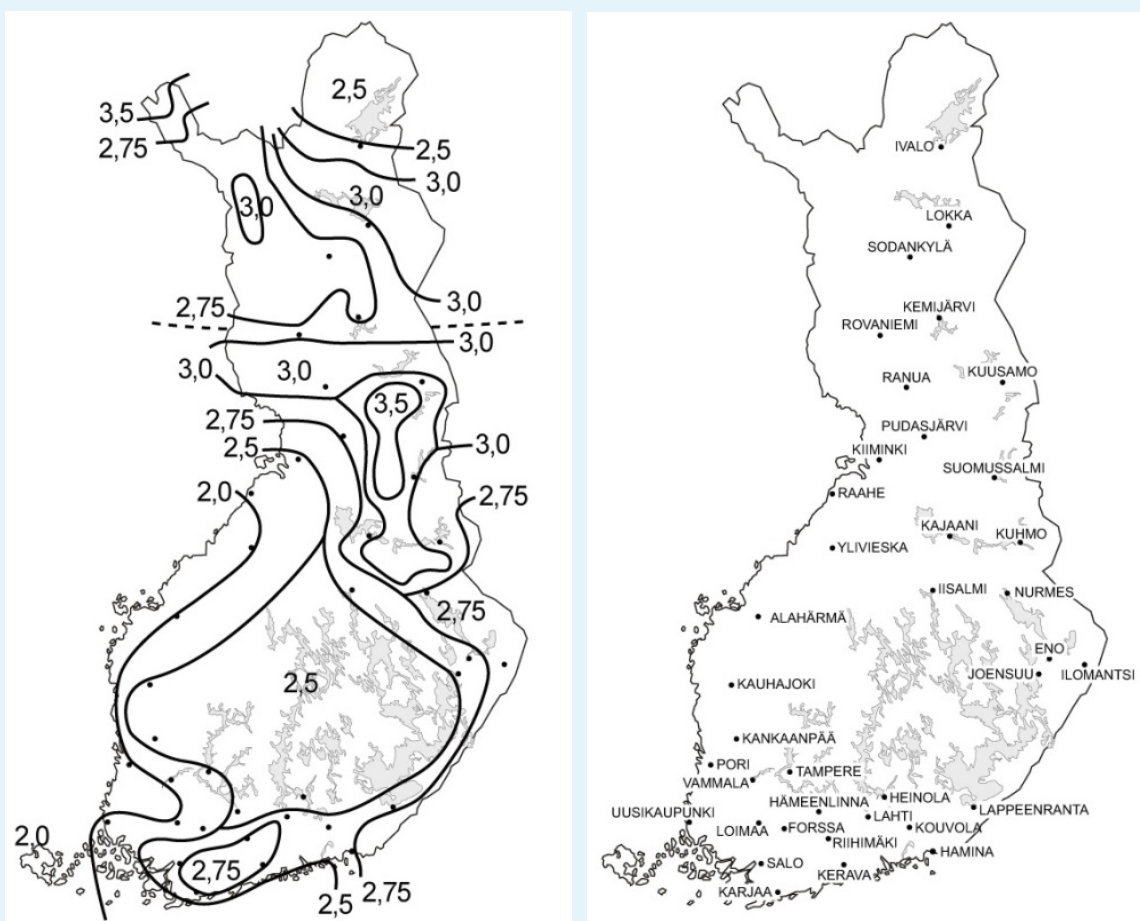 2,5
3,5
2,75
2,5
3,0
3,0
3,0
2,75
3,0
3,0
3,0
3,0
3,5
2,75
2,5
3,0
2,0
2,75
2,75
2,5
2,0
2,75
2,75
2,5
IVALO
LOKKA
SODANKYLÄ
KEMIJÄRVI
ROVANIEMI
KUUSAMO
RANUA
PUDASJÄRVI
KIIMINKI
SUOMUSSALMI
RAAHE
KAJAANI
KUHMO
YLIVIESKA
IISALMI
NURMES
ALAHÄRMÄ
ENO
JOENSUU
ILOMANTSI
KAUHAJOKI
KANKAANPÄÄ
PORI
TAMPERE
VAMMALA
HEINOLA
HÄMEENLINNA
LAPPEENRANTA
UUSIKAUPUNKI
LAHTI
LOIMAA
FORSSA
KOUVOLA
RIIHIMÄKI
HAMINA
SALO
KERAVA
KARJAA